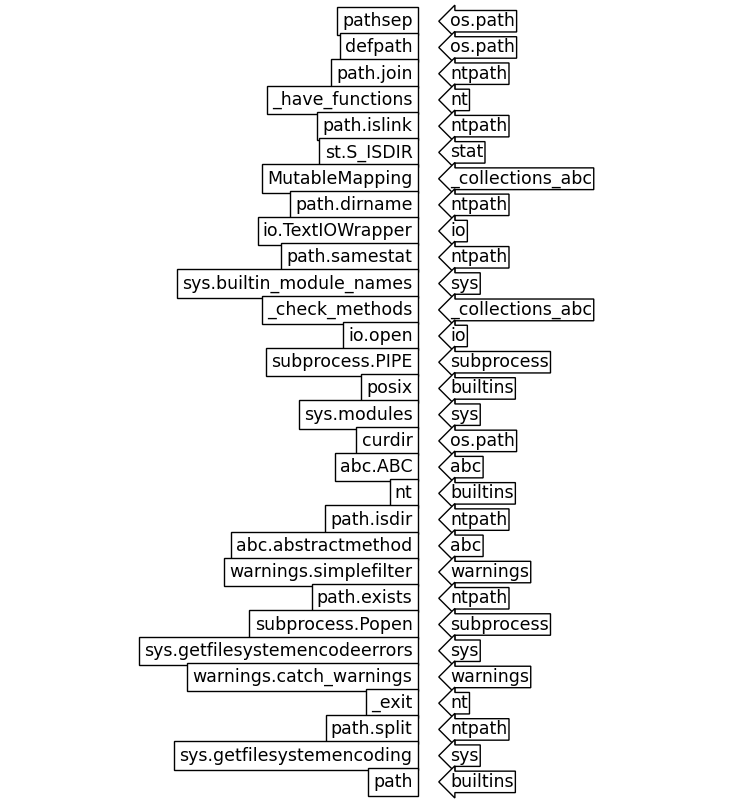 pathsep os.path
defpath os.path
path.join ntpath
_have_functions nt
path.islink ntpath
st.S_ISDIR stat
MutableMapping _collections_abc
path.dirname ntpath
io.TextIOWrapper io
path.samestat ntpath
sys.builtin_module_names sys
_check_methods _collections_abc
io.open io
subprocess.PIPE subprocess
posix builtins
sys.modules sys
curdir os.path
abc.ABC abc
nt builtins
path.isdir ntpath
abc.abstractmethod abc
warnings.simplefilter warnings
path.exists ntpath
subprocess.Popen subprocess
sys.getfilesystemencodeerrors sys
warnings.catch_warnings warnings
_exit nt
path.split ntpath
sys.getfilesystemencoding sys
path builtins